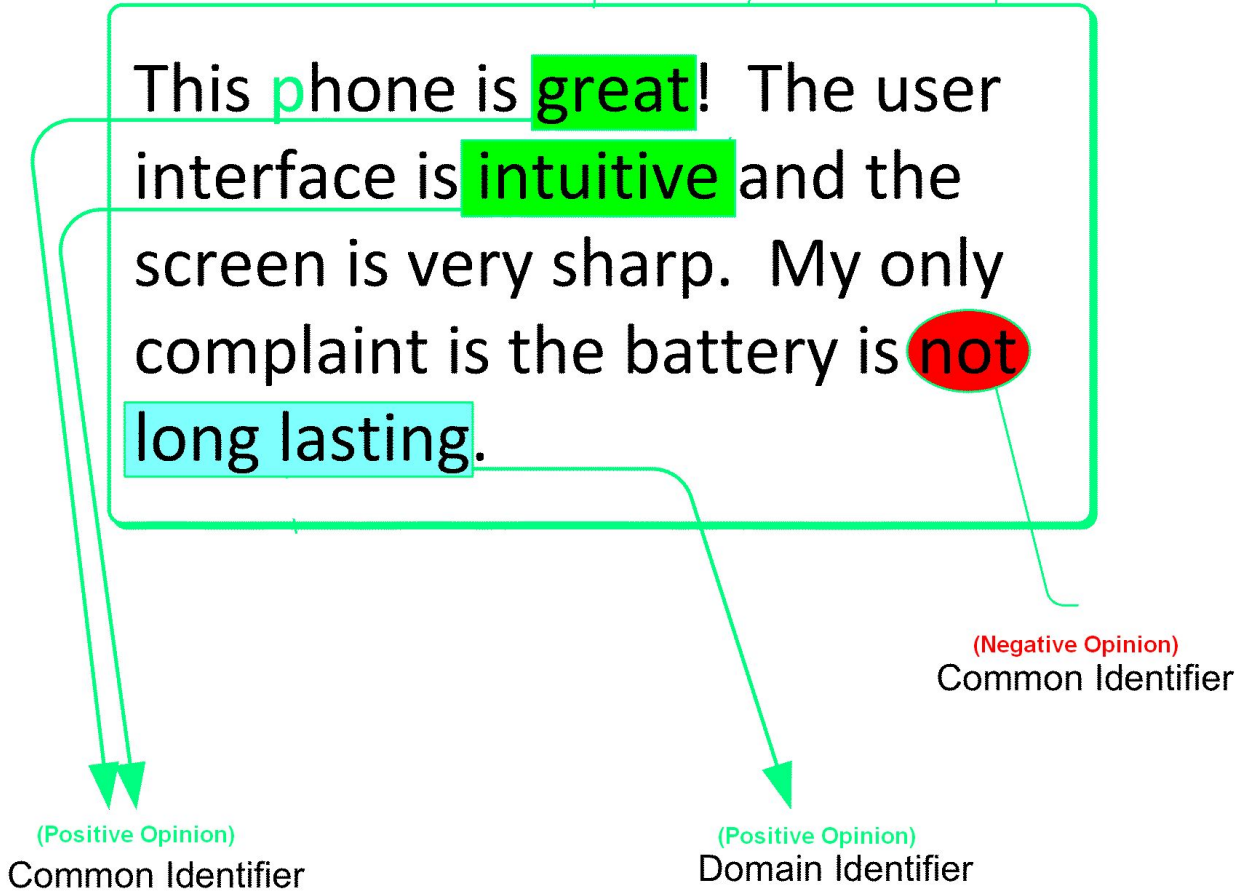 This phone is great! The user
interface is intuitive and the
screen is very sharp. My only
complaint is the battery is not
long lasting.
(Negative Opinion)
Common Identifier
(Positive Opinion)
Common Identifier
(Positive Opinion)
Domain Identifier